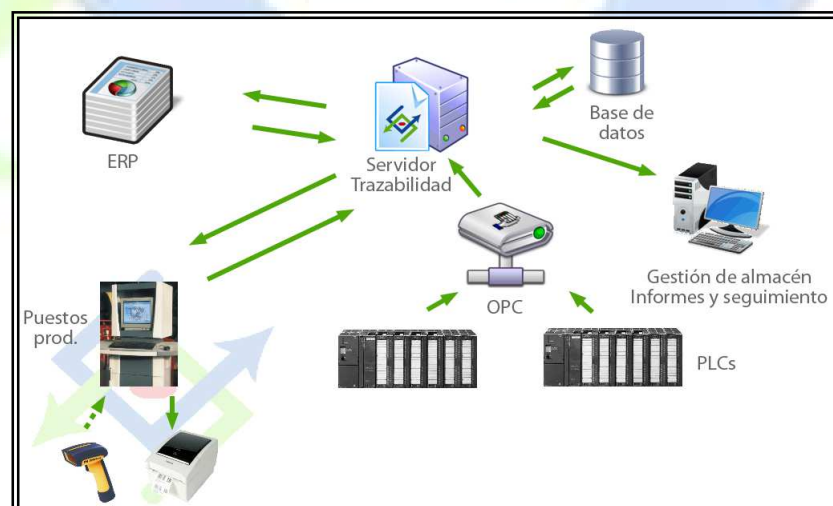 ERP
Servidor
Trazabilidad
Base de
datos
Gestión de almacén
Informes y seguimiento
OPC
Puestos
prod.
PLCs